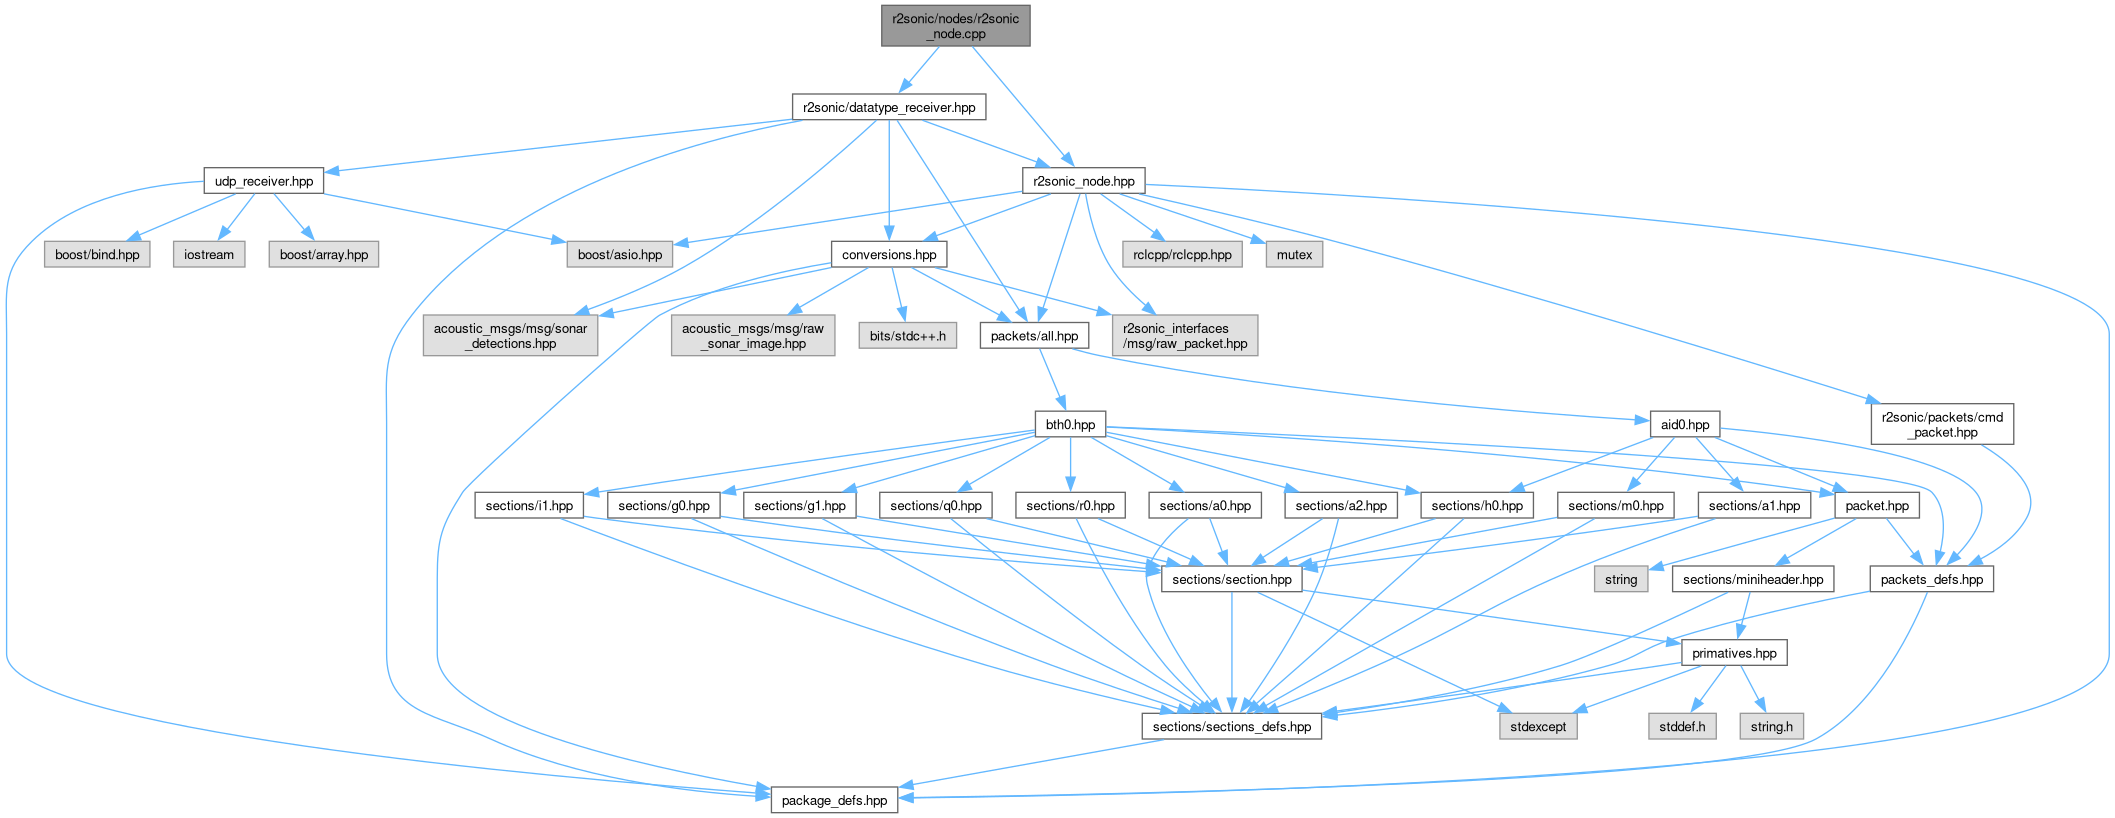 r2sonic/nodes/r2sonic
_node.cpp
r2sonic/datatype_receiver.hpp
udp_receiver.hpp
r2sonic_node.hpp
boost/bind.hpp
iostream
boost/array.hpp
boost/asio.hpp
conversions.hpp
rclcpp/rclcpp.hpp
mutex
acoustic_msgs/msg/sonar
_detections.hpp
acoustic_msgs/msg/raw
_sonar_image.hpp
bits/stdc++.h
packets/all.hpp
r2sonic_interfaces
/msg/raw_packet.hpp
bth0.hpp
aid0.hpp
r2sonic/packets/cmd
_packet.hpp
sections/i1.hpp
sections/g0.hpp
sections/g1.hpp
sections/q0.hpp
sections/r0.hpp
sections/a0.hpp
sections/a2.hpp
sections/h0.hpp
sections/m0.hpp
sections/a1.hpp
packet.hpp
sections/section.hpp
string
sections/miniheader.hpp
packets_defs.hpp
primatives.hpp
sections/sections_defs.hpp
stdexcept
stddef.h
string.h
package_defs.hpp